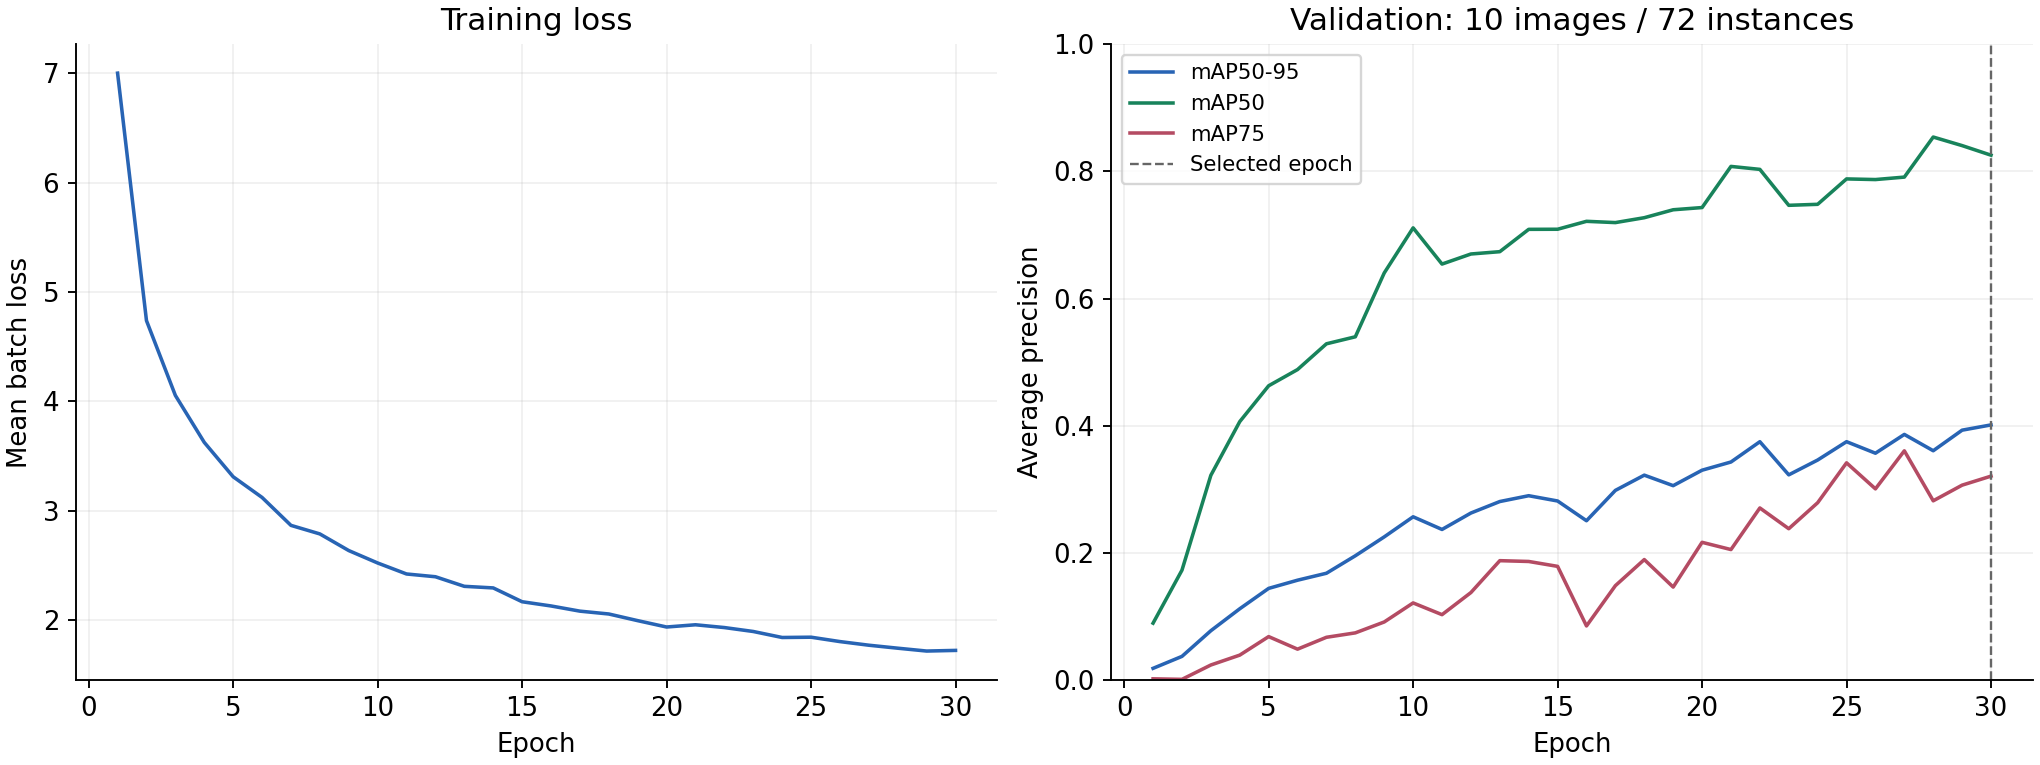 Training loss
Mean batch loss
7
6
5
4
3
2
0 5 10 15 20 25 30
Epoch
Validation: 10 images / 72 instances
Average precision
1.0
0.8
0.6
0.4
0.2
0.0
mAP50-95
mAP50
mAP75
Selected epoch
0 5 10 15 20 25 30
Epoch